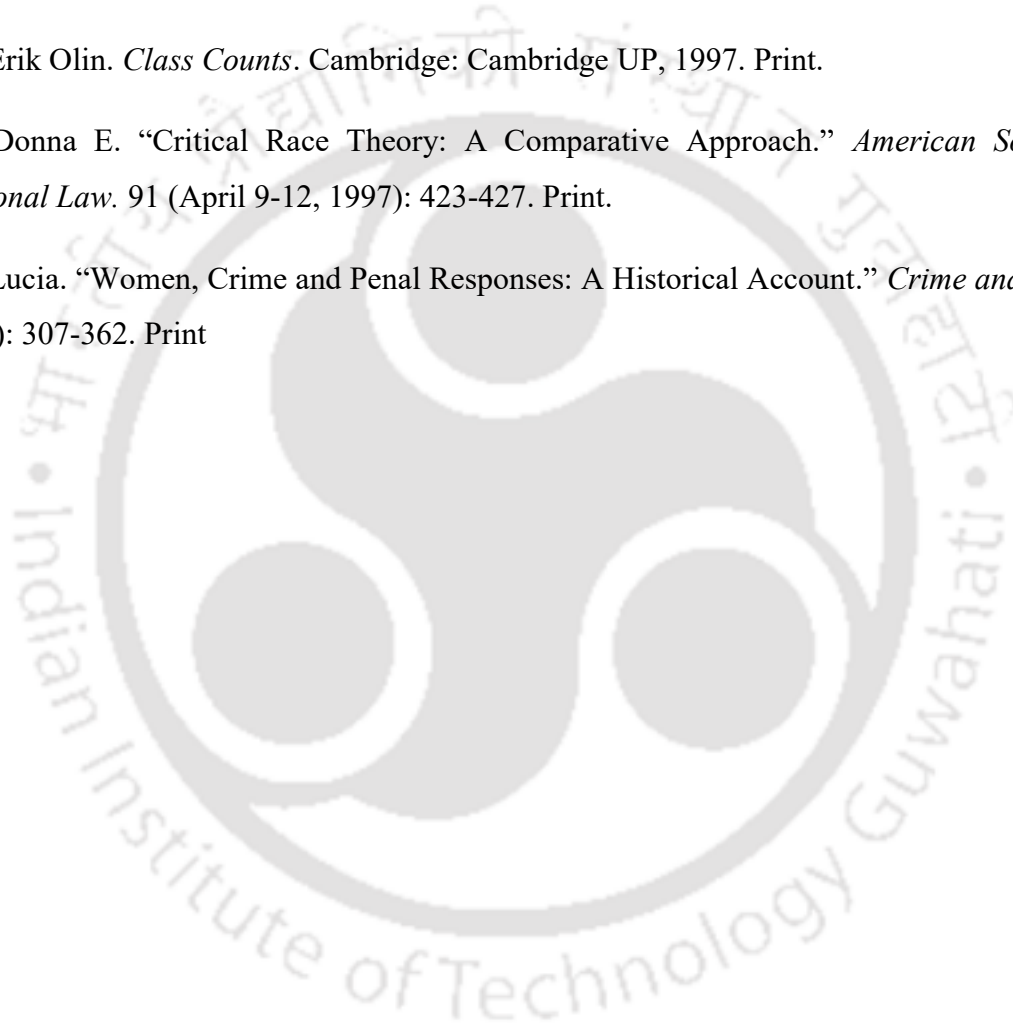 Erik Olin. Class Counts. Cambridge: Cambridge UP, 1997. Print.
Donna E. “Critical Race Theory: A Comparative Approach.” American So
onal Law. 91 (April 9-12, 1997): 423-427. Print.
Lucia. “Women, Crime and Penal Responses: A Historical Account.” Crime and
): 307-362. Print
Indian Institute of Technology Guwahati